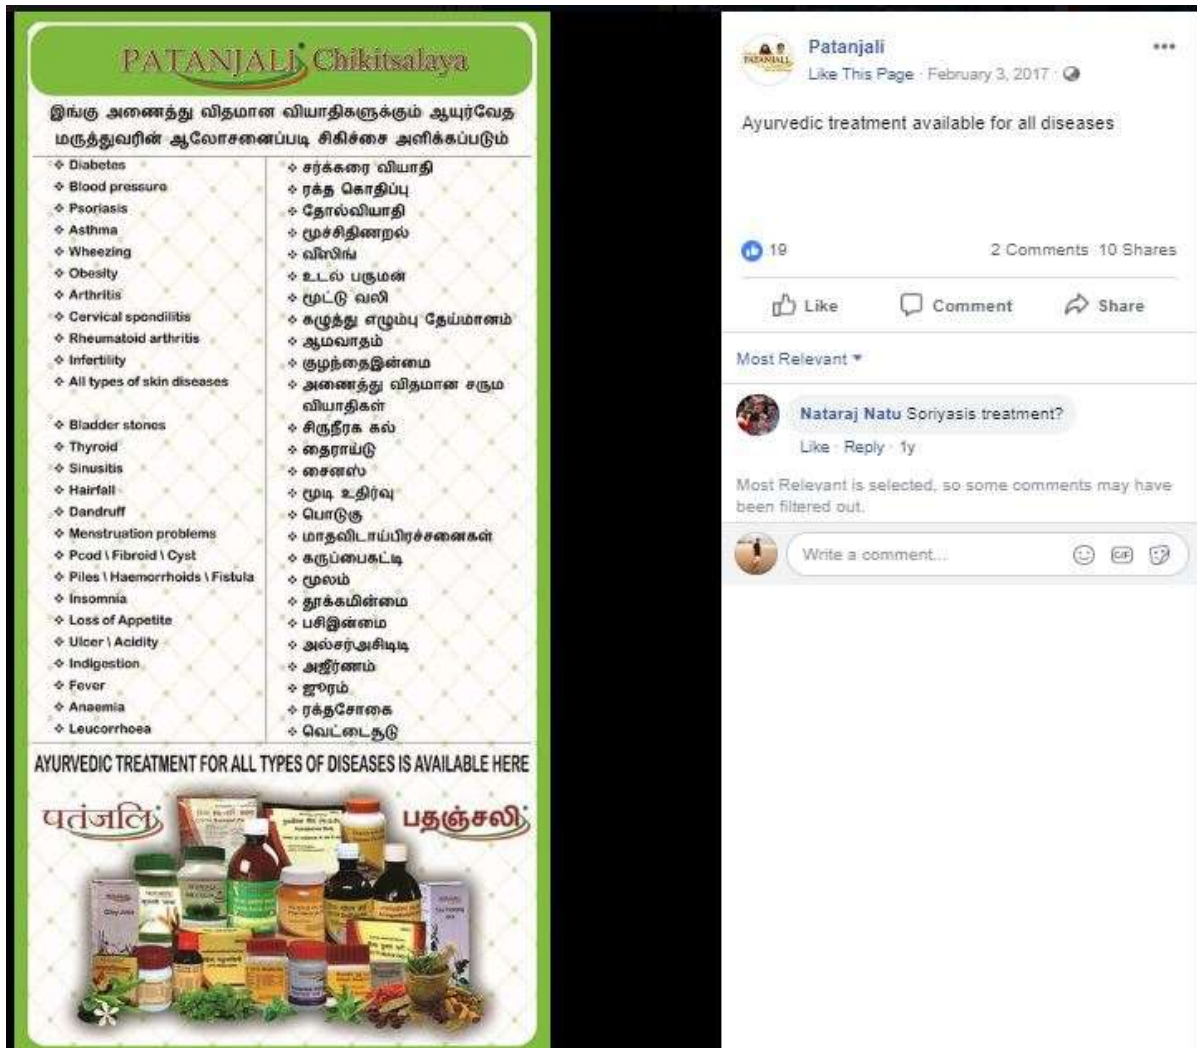 PATANJALI Chikitsalaya
இங்கு அணைத்து விதமான வியாதிகளுக்கும் ஆயுர்வேத
மருத்துவரின் ஆலோசனைப்படி சிகிச்சை அளிக்கப்படும்
❖ Diabetes
❖ Blood pressure
❖ Psoriasis
❖ Asthma
❖ Wheezing
❖ Obesity
❖ Arthritis
❖ Cervical spondilitis
❖ Rheumatoid arthritis
❖ Infertility
❖ All types of skin diseases
❖ Bladder stones
❖ Thyroid
❖ Sinusitis
❖ Hairfall
❖ Dandruff
❖ Menstruation problems
❖ Pcod \ Fibroid \ Cyst
❖ Piles \ Haemorrhoids \ Fistula
❖ Insomnia
❖ Loss of Appetite
❖ Ulcer \ Acidity
❖ Indigestion
❖ Fever
❖ Anaemia
❖ Leucorrhoea
❖ சர்க்கரை வியாதி
❖ ரக்த கொதிப்பு
❖ தோல்வியாதி
❖ மூச்சிதிணறல்
❖ வீஸிங்
❖ உடல் பருமன்
❖ மூட்டு வலி
❖ கழுத்து எழும்பு தேய்மானம்
❖ ஆமவாதம்
❖ குழந்தைஇன்மை
❖ அணைத்து விதமான சரும
வியாதிகள்
❖ சிருநீரக கல்
❖ தைராய்டு
❖ சைனஸ்
❖ மூடி உதிர்வு
❖ பொடுகு
❖ மாதவிடாய்பிரச்சனைகள்
❖ கருப்பைகட்டி
❖ மூலம்
❖ தூக்கமின்மை
❖ பசிஇன்மை
❖ அல்சர்\அசிடிடி
❖ அஜீர்ணம்
❖ ஜூரம்
❖ ரக்தசோகை
❖ வெட்டைசூடு
AYURVEDIC TREATMENT FOR ALL TYPES OF DISEASES IS AVAILABLE HERE
पतंजलि
பதஞ்சலி
Patanjali
Like This Page · February 3, 2017
Ayurvedic treatment available for all diseases
19
2 Comments 10 Shares
Like Comment Share
Most Relevant
Nataraj Natu Soriyasis treatment?
Like · Reply · 1y
Most Relevant is selected, so some comments may have
been filtered out.
Write a comment...
GIF